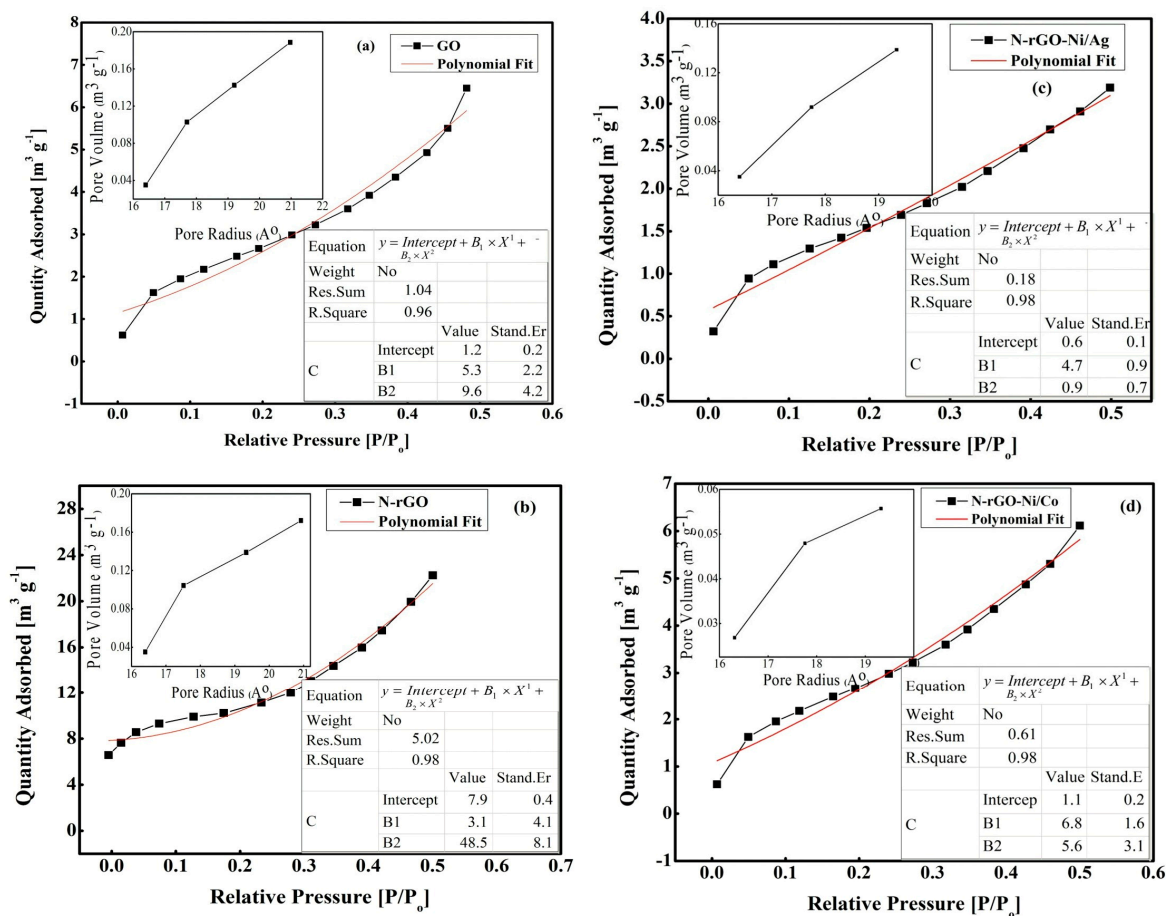 (a)
GO
Polynomial Fit
Quntity Adsorbed [m³ g⁻¹]
8
7
6
5
4
3
2
1
0
-1
0.0 0.1 0.2 0.3 0.4 0.5 0.6
Relative Pressure [P/Pₒ]
Pore Voulme (m³ g⁻¹)
0.20
0.16
0.12
0.08
0.04
16 17 18 19 20 21 22
Pore Radius (A⁰)
Equation y = Intercept + B₁ × X¹ +
B₂ × X²
Weight No
Res.Sum 1.04
R.Square 0.96
Value Stand.Er
Intercept 1.2 0.2
C B1 5.3 2.2
B2 9.6 4.2
(c)
N-rGO-Ni/Ag
Polynomial Fit
Quantity Adsorbed [m³ g⁻¹]
4.0
3.5
3.0
2.5
2.0
1.5
1.0
0.5
0.0
-0.5
0.0 0.1 0.2 0.3 0.4 0.5
Relative Pressure [P/Pₒ]
Pore Volume (m³ g⁻¹)
0.16
0.12
0.08
0.04
17 18 19 20
Pore Radius (A⁰)
Equation y = Intercept + B₁ × X¹ +
B₂ × X²
Weight No
Res.Sum 0.18
R.Square 0.98
Value Stand.Er
Intercept 0.6 0.1
C B1 4.7 0.9
B2 0.9 0.7
(b)
N-rGO
Polynomial Fit
Quantity Adsorbed [m³ g⁻¹]
28
24
20
16
12
8
4
0
0.0 0.1 0.2 0.3 0.4 0.5 0.6 0.7
Relative Pressure [P/Pₒ]
Pore Volume (m³ g⁻¹)
0.20
0.16
0.12
0.08
0.04
16 17 18 19 20 21
Pore Radius (A⁰)
Equation y = Intercept + B₁ × X¹ +
B₂ × X²
Weight No
Res.Sum 5.02
R.Square 0.98
Value Stand.Er
Intercept 7.9 0.4
C B1 3.1 4.1
B2 48.5 8.1
(d)
N-rGO-Ni/Co
Polynomial Fit
Quantity Adsorbed [m³ g⁻¹]
7
6
5
4
3
2
1
0
-1
0.0 0.1 0.2 0.3 0.4 0.5 0.6
Relative Pressure [P/Pₒ]
Pore Volume (m³ g⁻¹)
0.06
0.05
0.04
0.03
16 17 18 19
Pore Radius (A⁰)
Equation y = Intercept + B₁ × X¹ +
B₂ × X²
Weight No
Res.Sum 0.61
R.Square 0.98
Value Stand.E
Intercep 1.1 0.2
C B1 6.8 1.6
B2 5.6 3.1